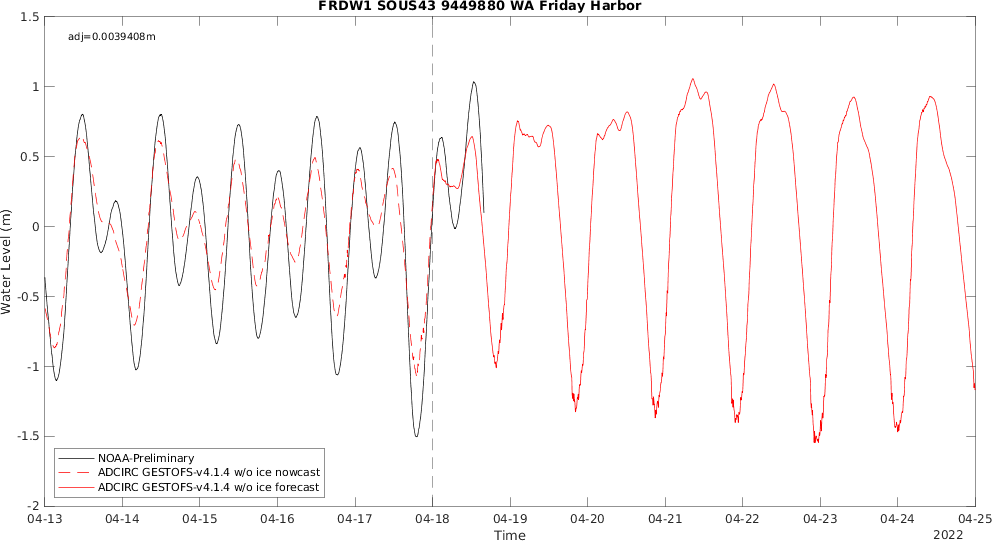 FRDW1 SOUS43 9449880 WA Friday Harbor
adj=0.0039408m
1.5
1
0.5
0
-0.5
-1
-1.5
-2
Water Level (m)
NOAA-Preliminary
ADCIRC GESTOFS-v4.1.4 w/o ice nowcast
ADCIRC GESTOFS-v4.1.4 w/o ice forecast
04-13 04-14 04-15 04-16 04-17 04-18 04-19 04-20 04-21 04-22 04-23 04-24 04-25
Time
2022